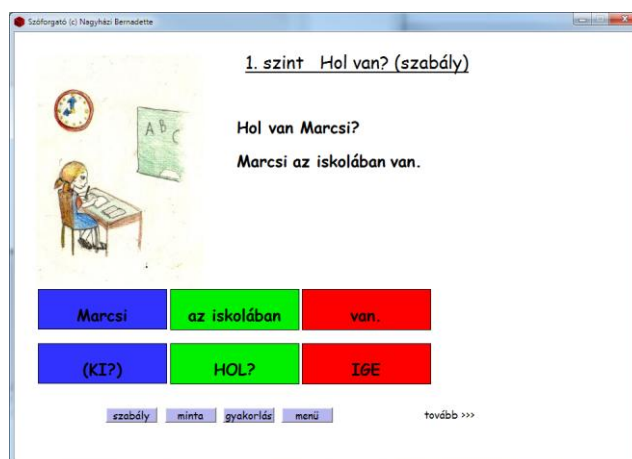 Szóforgató (c) Nagyházi Bernadette
1. szint Hol van? (szabály)
A B C
Hol van Marcsi?
Marcsi az iskolában van.
Marcsi az iskolában van.
(KI?) HOL? IGE
szabály minta gyakorlás menü tovább >>>